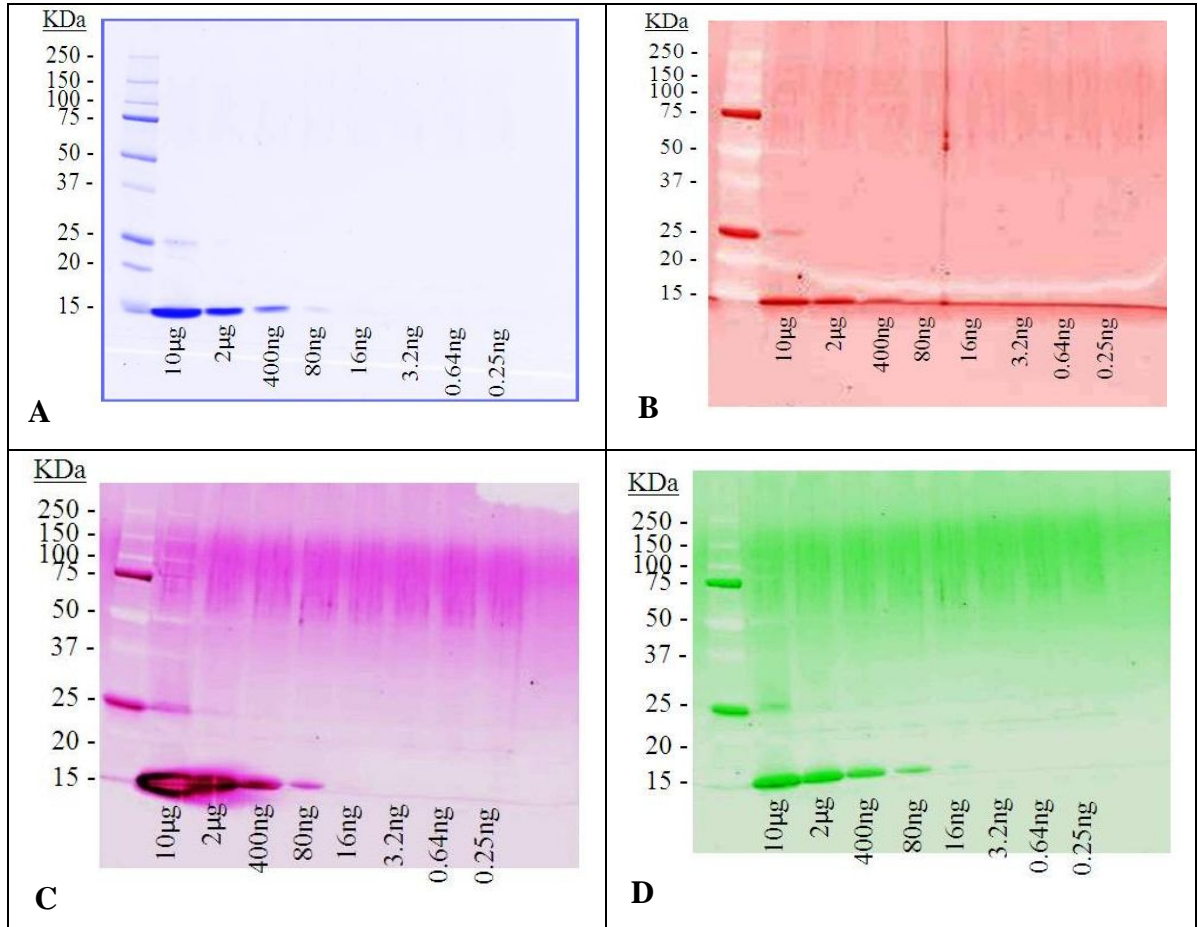 KDa
250 -
150 -
100 -
75 -
50 -
37 -
25 -
20 -
15 -
10µg
2µg
400ng
80ng
16ng
3.2ng
0.64ng
0.25ng
A
KDa
250 -
150 -
100 -
75 -
50 -
37 -
25 -
20 -
15 -
10µg
2µg
400ng
80ng
16ng
3.2ng
0.64ng
0.25ng
B
KDa
250 -
150 -
100 -
75 -
50 -
37 -
25 -
20 -
15 -
10µg
2µg
400ng
80ng
16ng
3.2ng
0.64ng
0.25ng
C
KDa
250 -
150 -
100 -
75 -
50 -
37 -
25 -
20 -
15 -
10µg
2µg
400ng
80ng
16ng
3.2ng
0.64ng
0.25ng
D